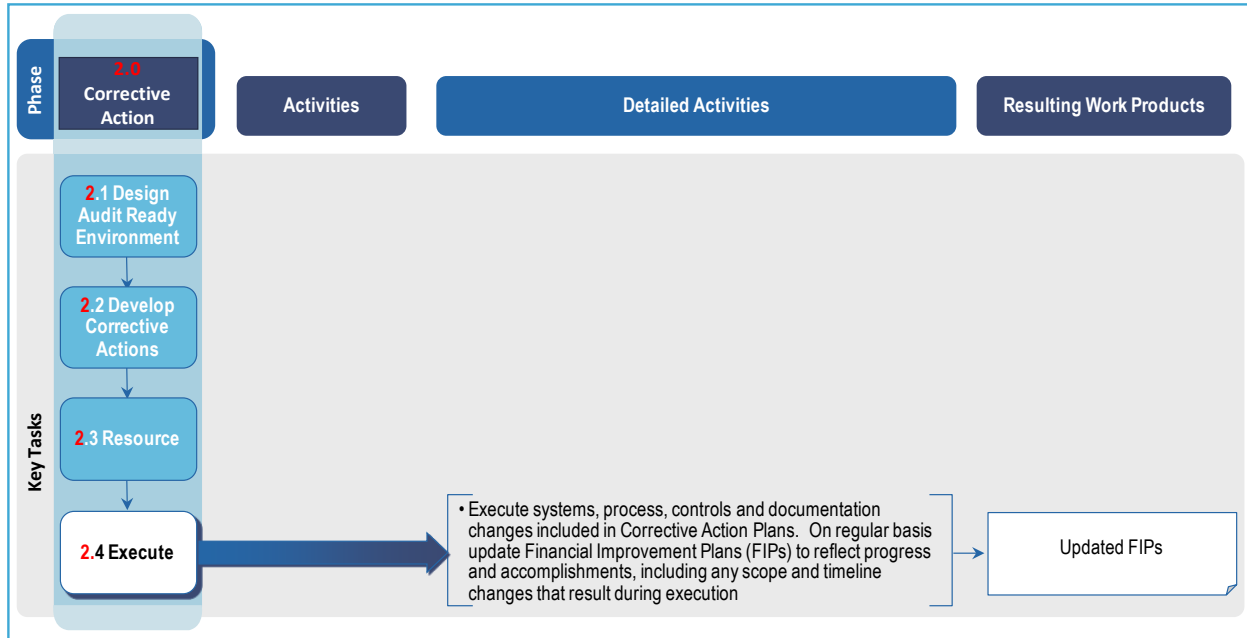 Phase
2.0
Corrective
Action
Activities
Detailed Activities
Resulting Work Products
Key Tasks
2.1 Design
Audit Ready
Environment
2.2 Develop
Corrective
Actions
2.3 Resource
2.4 Execute
• Execute systems, process, controls and documentation
changes included in Corrective Action Plans.  On regular basis
update Financial Improvement Plans (FIPs) to reflect progress
and accomplishments, including any scope and timeline
changes that result during execution
Updated FIPs